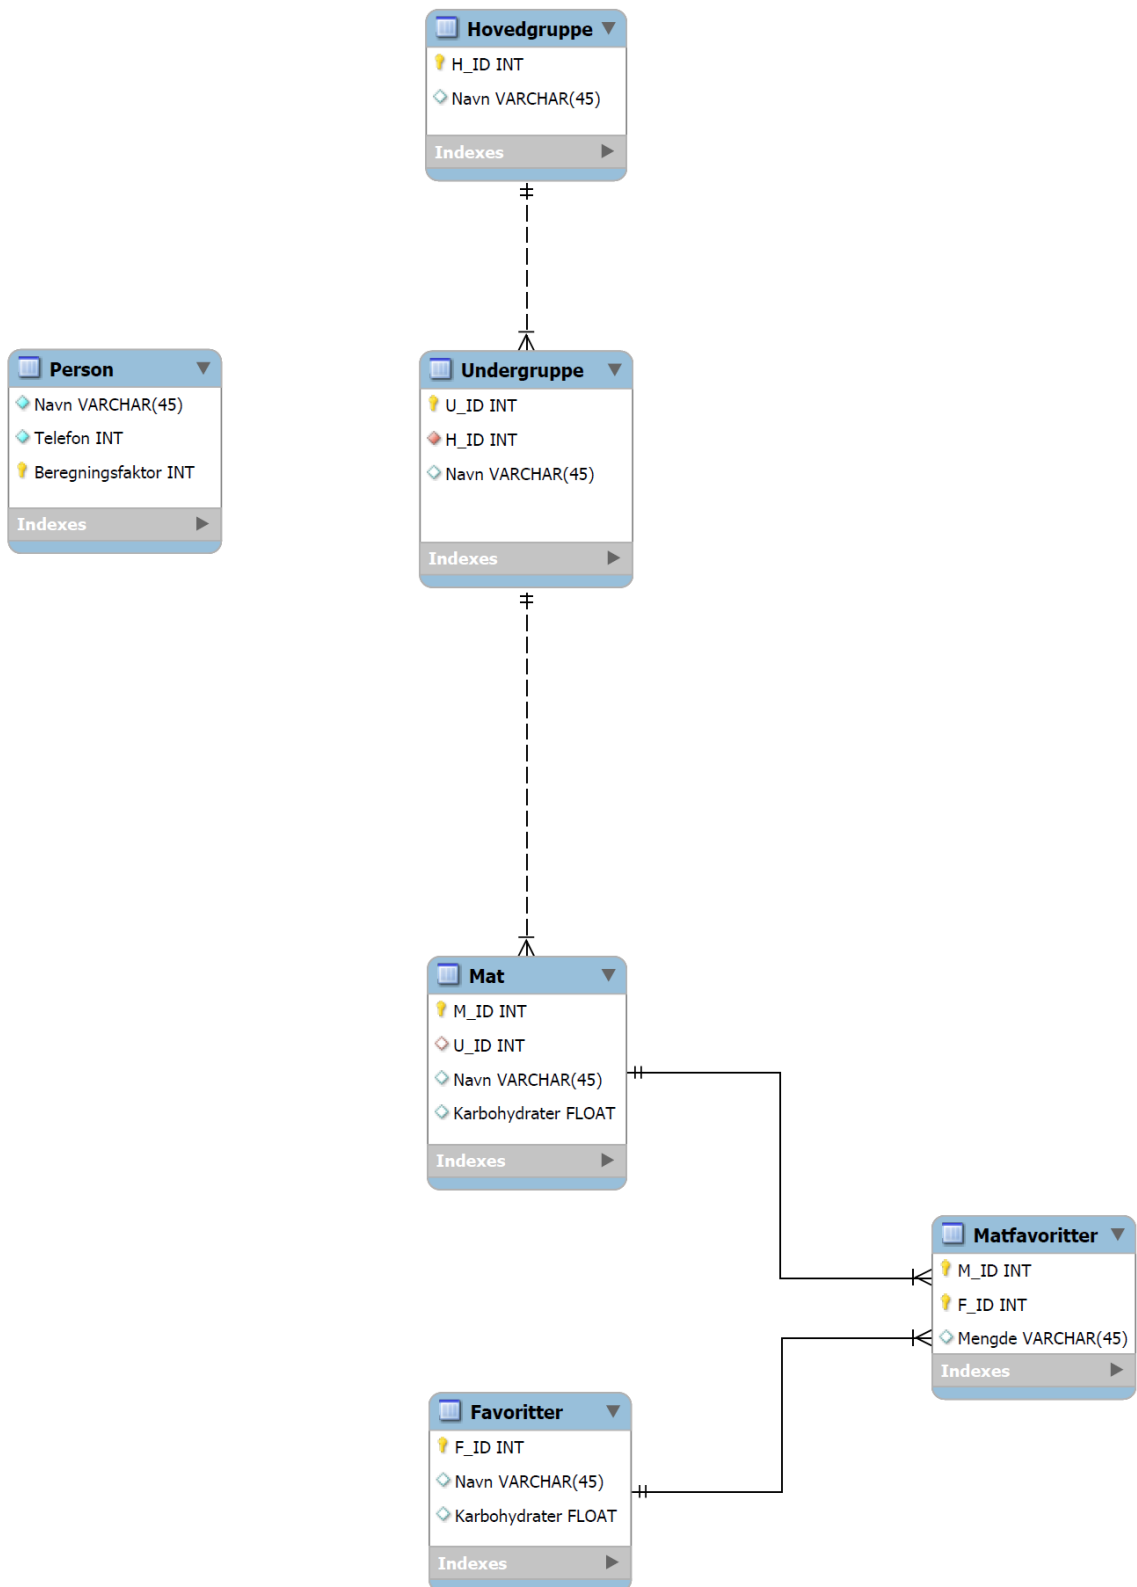 Hovedgruppe
H_ID INT
Navn VARCHAR(45)
Indexes
Person
Navn VARCHAR(45)
Telefon INT
Beregningsfaktor INT
Indexes
Undergruppe
U_ID INT
H_ID INT
Navn VARCHAR(45)
Indexes
Mat
M_ID INT
U_ID INT
Navn VARCHAR(45)
Karbohydrater FLOAT
Indexes
Matfavoritter
M_ID INT
F_ID INT
Mengde VARCHAR(45)
Indexes
Favoritter
F_ID INT
Navn VARCHAR(45)
Karbohydrater FLOAT
Indexes